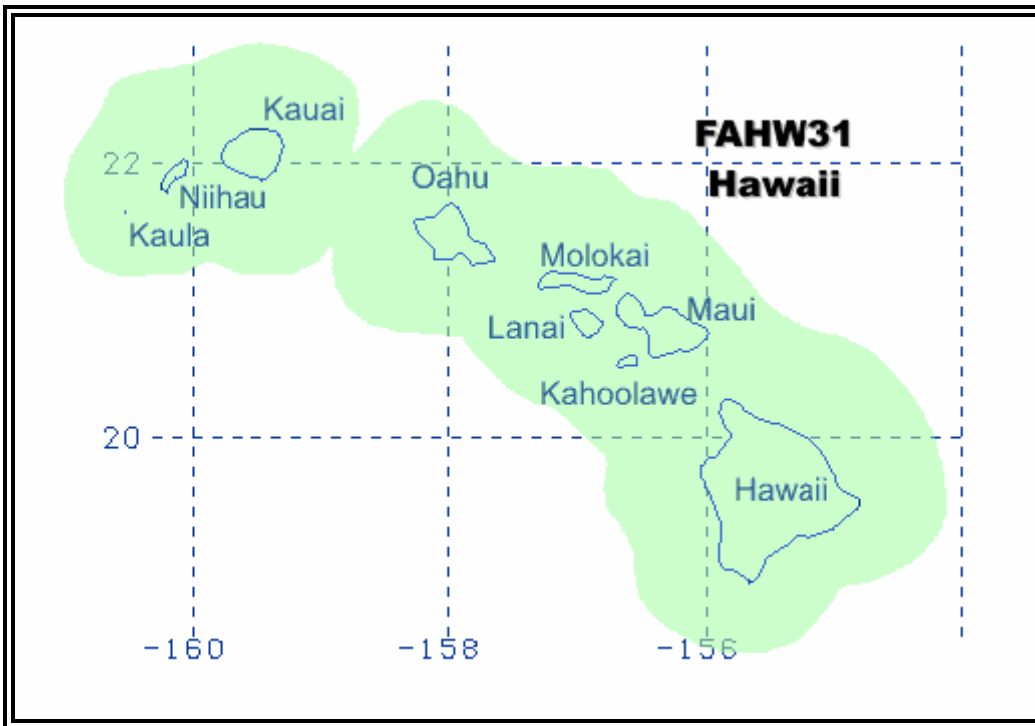 Kauai
FAHW31
22
Oahu
Hawaii
Niihau
Kaula
Molokai
Maui
Lanai
Kahoolawe
20
Hawaii
-160
-158
-156